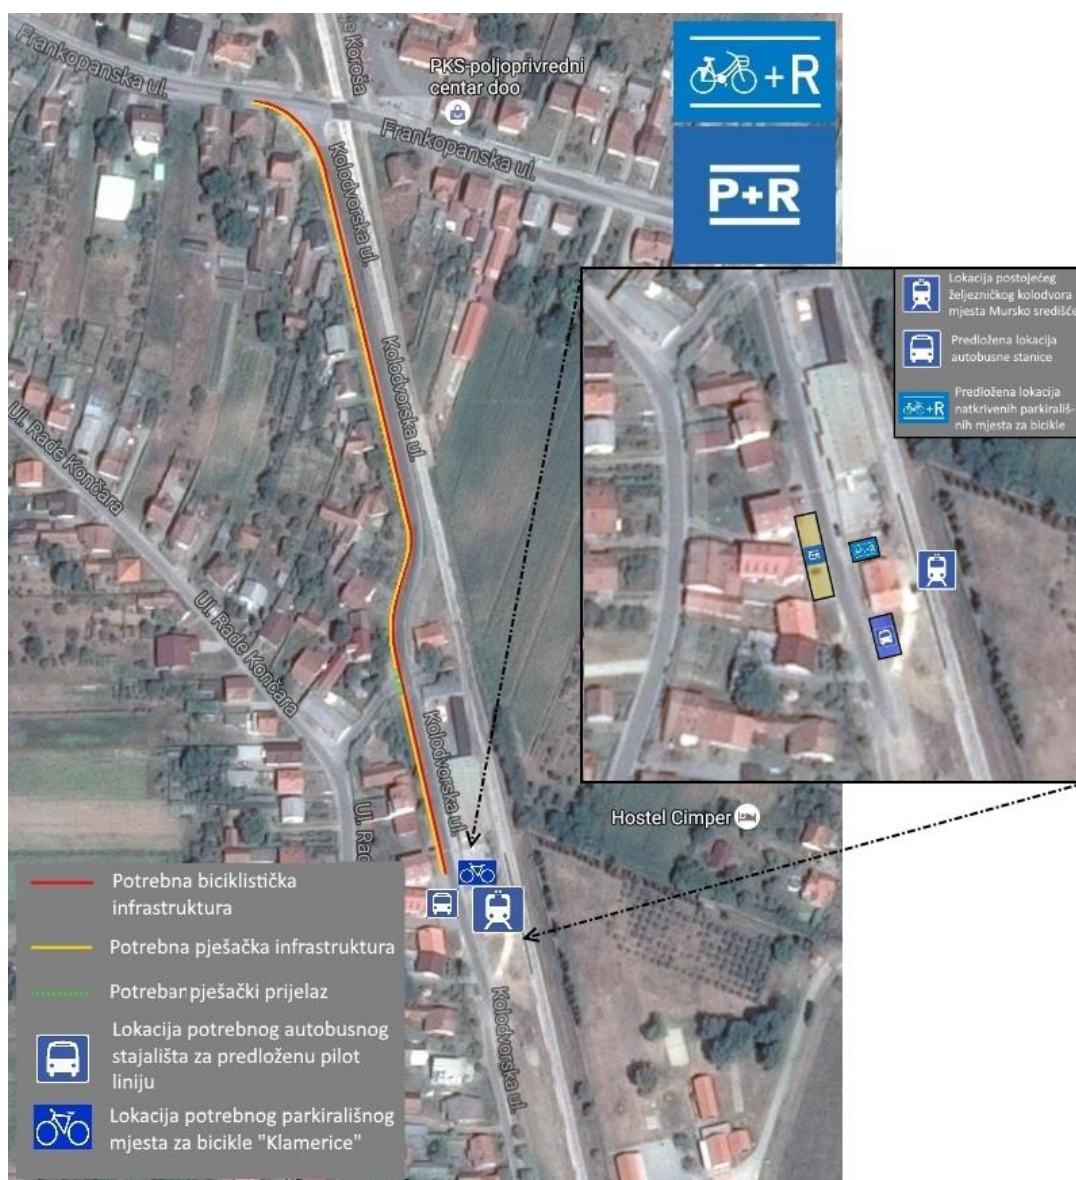 Frankopanska ul.
e Koroša
PKS-poljoprivredni
centar doo
Frankopanska ul.
+R
P+R
Kolodvorska ul.
Kolodvorska ul.
Lokacija postojećeg
željezničkog kolodvora
mjesta Mursko središće
Predložena lokacija
autobusne stanice
+R
Predložena lokacija
natkrivenih parkirališ-
nih mjesta za bicikle
Ul. Rade Končara
Ul. Rade Končara
Kolodvorska ul.
Ul. Rad
Hostel Cimper
Kolodvorska ul.
Potrebna biciklistička
infrastruktura
Potrebna pješačka infrastruktura
Potrebar pješački prijelaz
Lokacija potrebnog autobusnog
stajališta za predloženu pilot
liniju
Lokacija potrebnog parkirališnog
mjesta za bicikle "Klamerice"